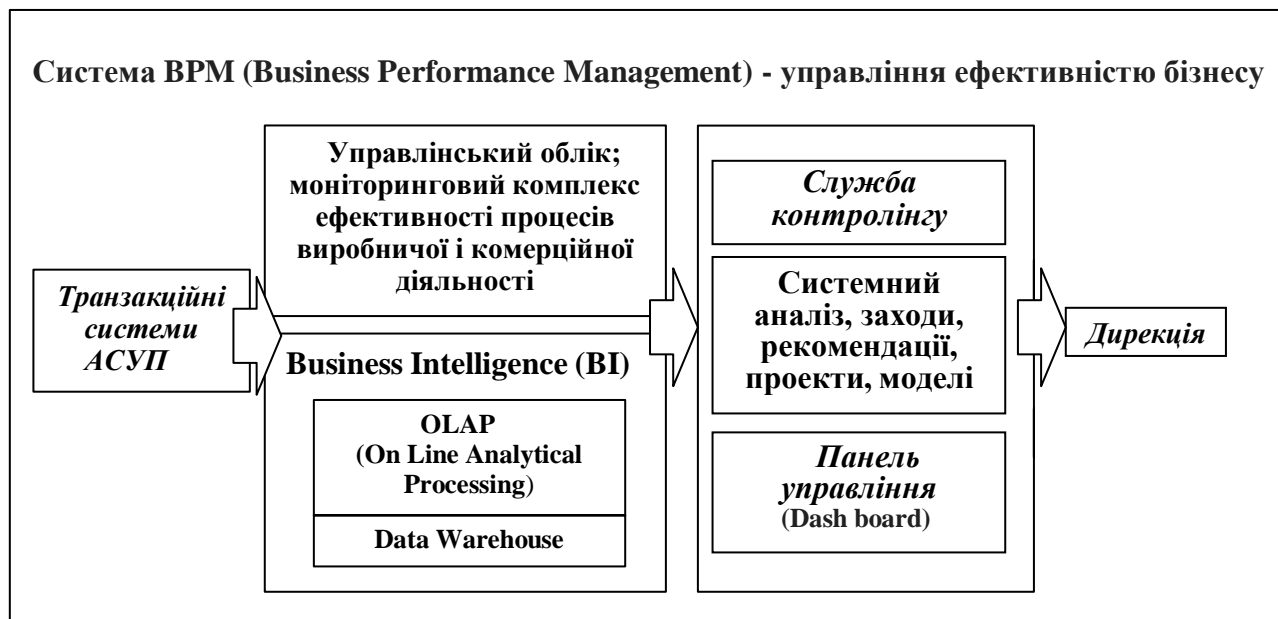 Система BPM (Business Performance Management) - управління ефективністю бізнесу
Транзакційні
системи
АСУП
Управлінський облік;
моніторинговий комплекс
ефективності процесів
виробничої і комерційної
діяльності
Business Intelligence (BI)
OLAP
(On Line Analytical
Processing)
Data Warehouse
Служба
контролінгу
Системний
аналіз, заходи,
рекомендації,
проекти, моделі
Панель
управління
(Dash board)
Дирекція